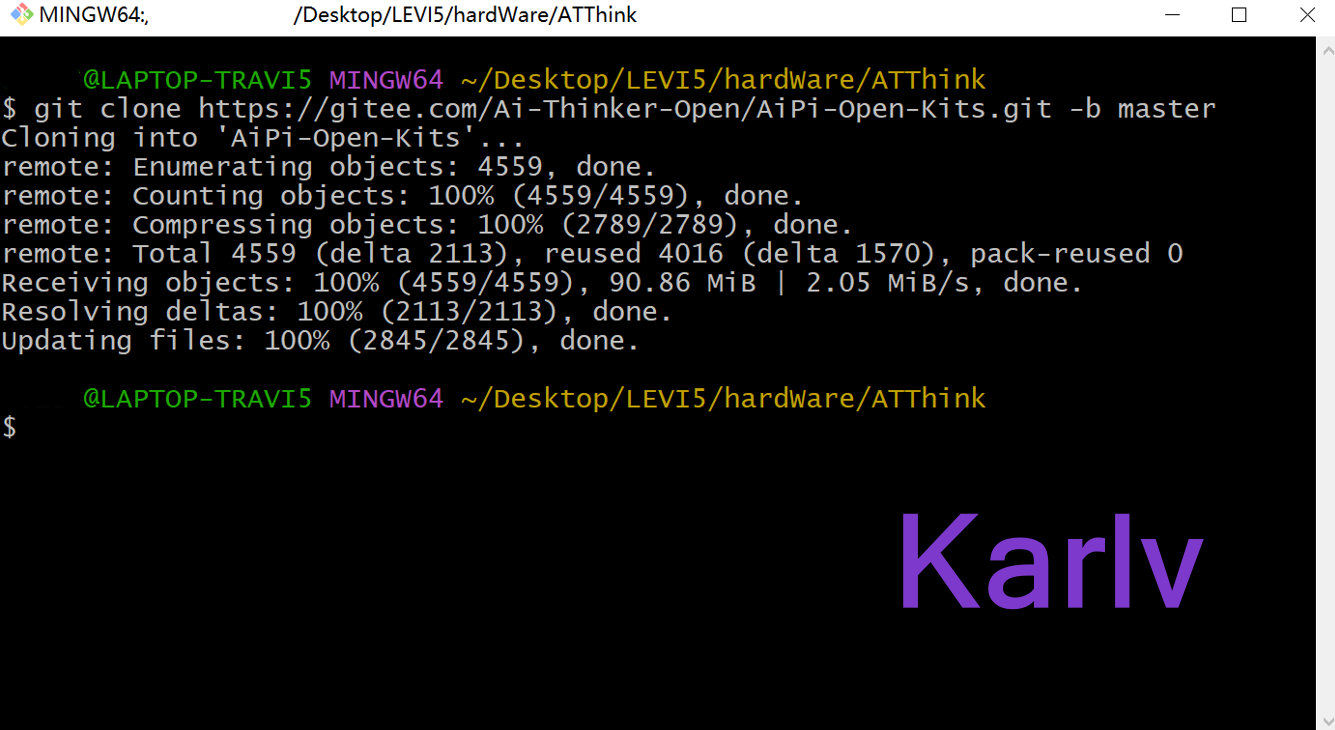 MINGW64:, /Desktop/LEVI5/hardWare/ATThink
@LAPTOP-TRAVI5 MINGW64 ~/Desktop/LEVI5/hardWare/ATThink
$ git clone https://gitee.com/Ai-Thinker-Open/AiPi-Open-Kits.git -b master
Cloning into 'AiPi-Open-Kits'...
remote: Enumerating objects: 4559, done.
remote: Counting objects: 100% (4559/4559), done.
remote: Compressing objects: 100% (2789/2789), done.
remote: Total 4559 (delta 2113), reused 4016 (delta 1570), pack-reused 0
Receiving objects: 100% (4559/4559), 90.86 MiB | 2.05 MiB/s, done.
Resolving deltas: 100% (2113/2113), done.
Updating files: 100% (2845/2845), done.
@LAPTOP-TRAVI5 MINGW64 ~/Desktop/LEVI5/hardWare/ATThink
$
Karlv